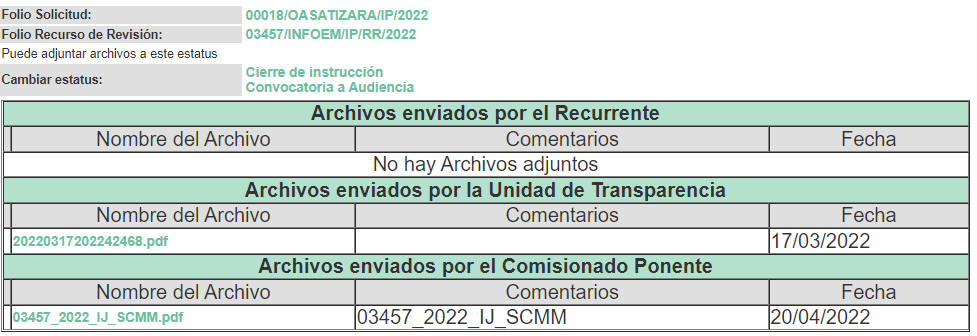 Folio Solicitud: 00018/OASATIZARA/IP/2022
Folio Recurso de Revisión: 03457/INFOEM/IP/RR/2022
Puede adjuntar archivos a este estatus
Cambiar estatus: Cierre de instrucción
Convocatoria a Audiencia
Archivos enviados por el Recurrente
Nombre del Archivo Comentarios Fecha
No hay Archivos adjuntos
Archivos enviados por la Unidad de Transparencia
Nombre del Archivo Comentarios Fecha
20220317202242468.pdf 17/03/2022
Archivos enviados por el Comisionado Ponente
Nombre del Archivo Comentarios Fecha
03457_2022_IJ_SCMM.pdf 03457_2022_IJ_SCMM 20/04/2022